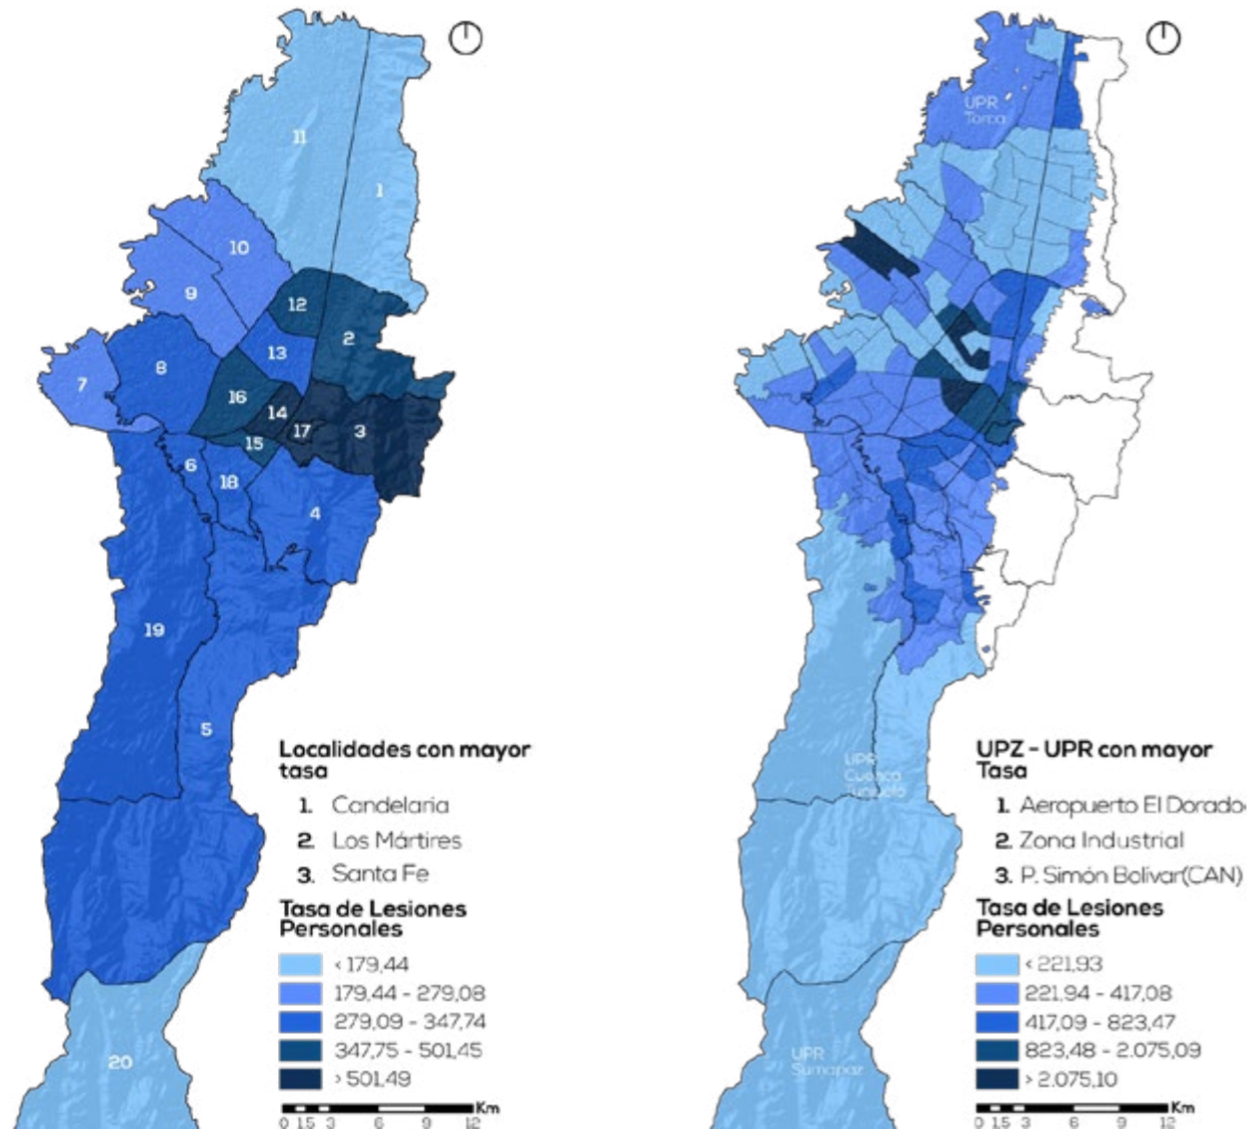 11
1
10
9
12
2
13
8
7
16
14
17
3
15
6
18
4
19
5
20
Localidades con mayor
tasa
1. Candelaria
2. Los Mártires
3. Santa Fe
Tasa de Lesiones
Personales
< 179,44
179,44 - 279,08
279,09 - 347,74
347,75 - 501,45
> 501,49
Km
0 1,5 3 6 9 12
UPR
Torca
UPR
Cuenca
Tunjuelo
UPR
Sumapaz
UPZ - UPR con mayor
Tasa
1. Aeropuerto El Dorado
2. Zona Industrial
3. P. Simón Bolivar(CAN)
Tasa de Lesiones
Personales
< 221,93
221,94 - 417,08
417,09 - 823,47
823,48 - 2.075,09
> 2.075,10
Km
0 1,5 3 6 9 12